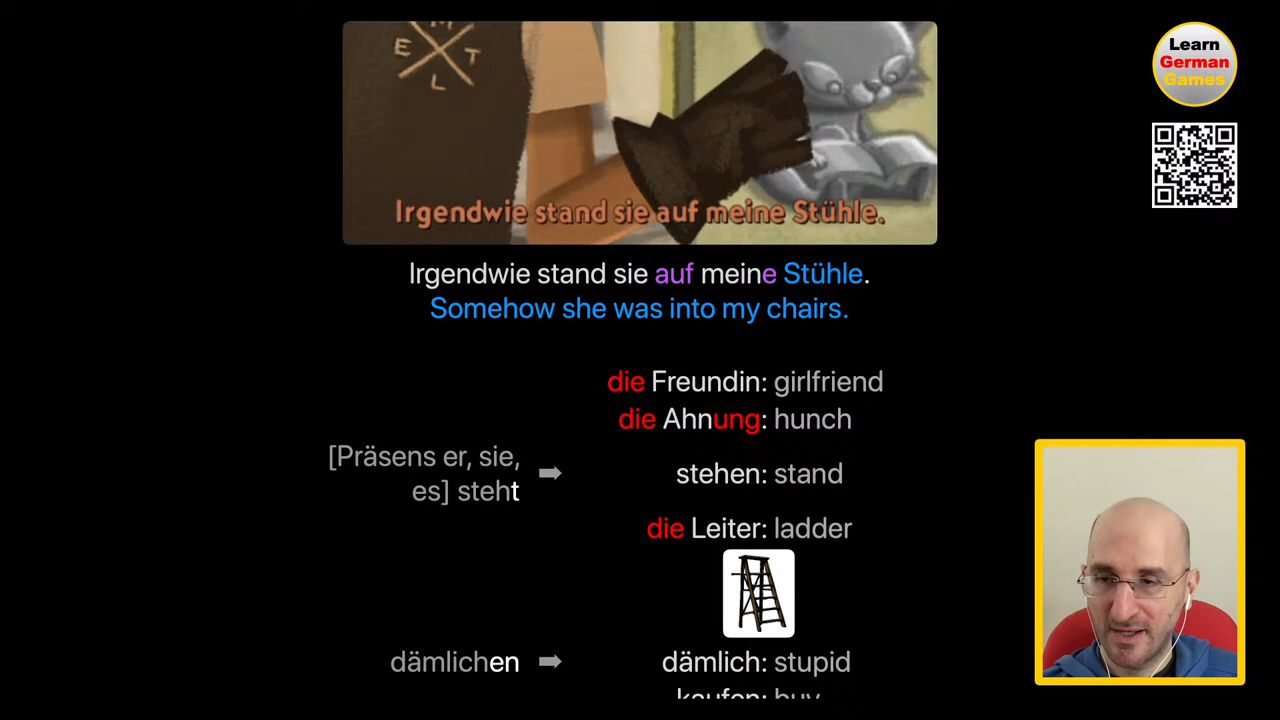 M
E T
L
Irgendwie stand sie auf meine Stühle.
Learn
German
Games
Irgendwie stand sie auf meine Stühle.
Somehow she was into my chairs.
die Freundin: girlfriend
die Ahnung: hunch
[Präsens er, sie,
es] steht ➡ stehen: stand
die Leiter: ladder
dämlichen ➡ dämlich: stupid
kaufen: buy